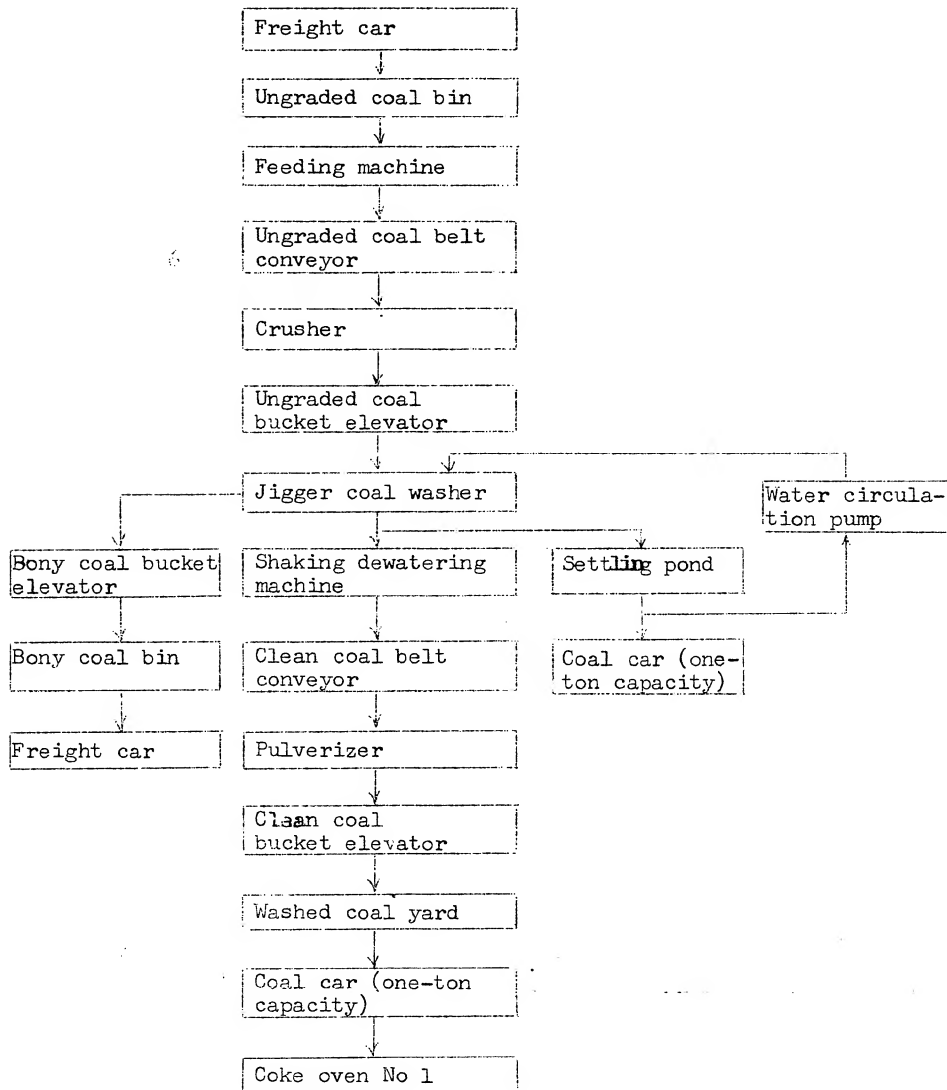 Freight car
Ungraded coal bin
Feeding machine
Ungraded coal belt
conveyor
Crusher
Ungraded coal
bucket elevator
Jigger coal washer
Water circula-
tion pump
Bony coal bucket
elevator
Shaking dewatering
machine
Settling pond
Bony coal bin
Clean coal belt
conveyor
Coal car (one-
ton capacity)
Freight car
Pulverizer
Claan coal
bucket elevator
Washed coal yard
Coal car (one-ton
capacity)
Coke oven No 1